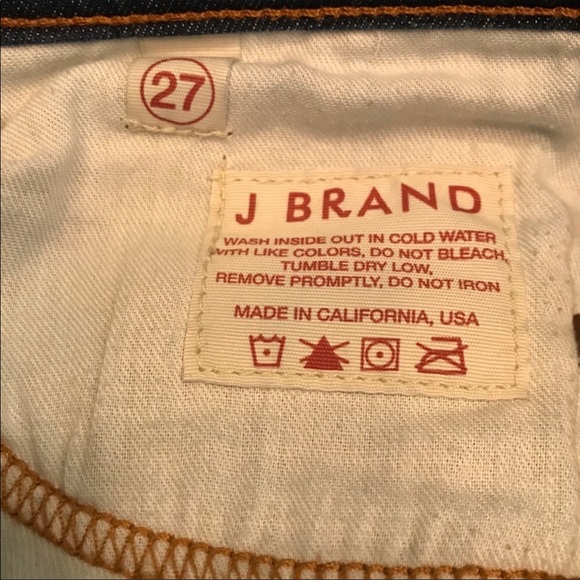 27
J BRAND
WASH INSIDE OUT IN COLD WATER
WITH LIKE COLORS, DO NOT BLEACH,
TUMBLE DRY LOW,
REMOVE PROMPTLY, DO NOT IRON
MADE IN CALIFORNIA, USA